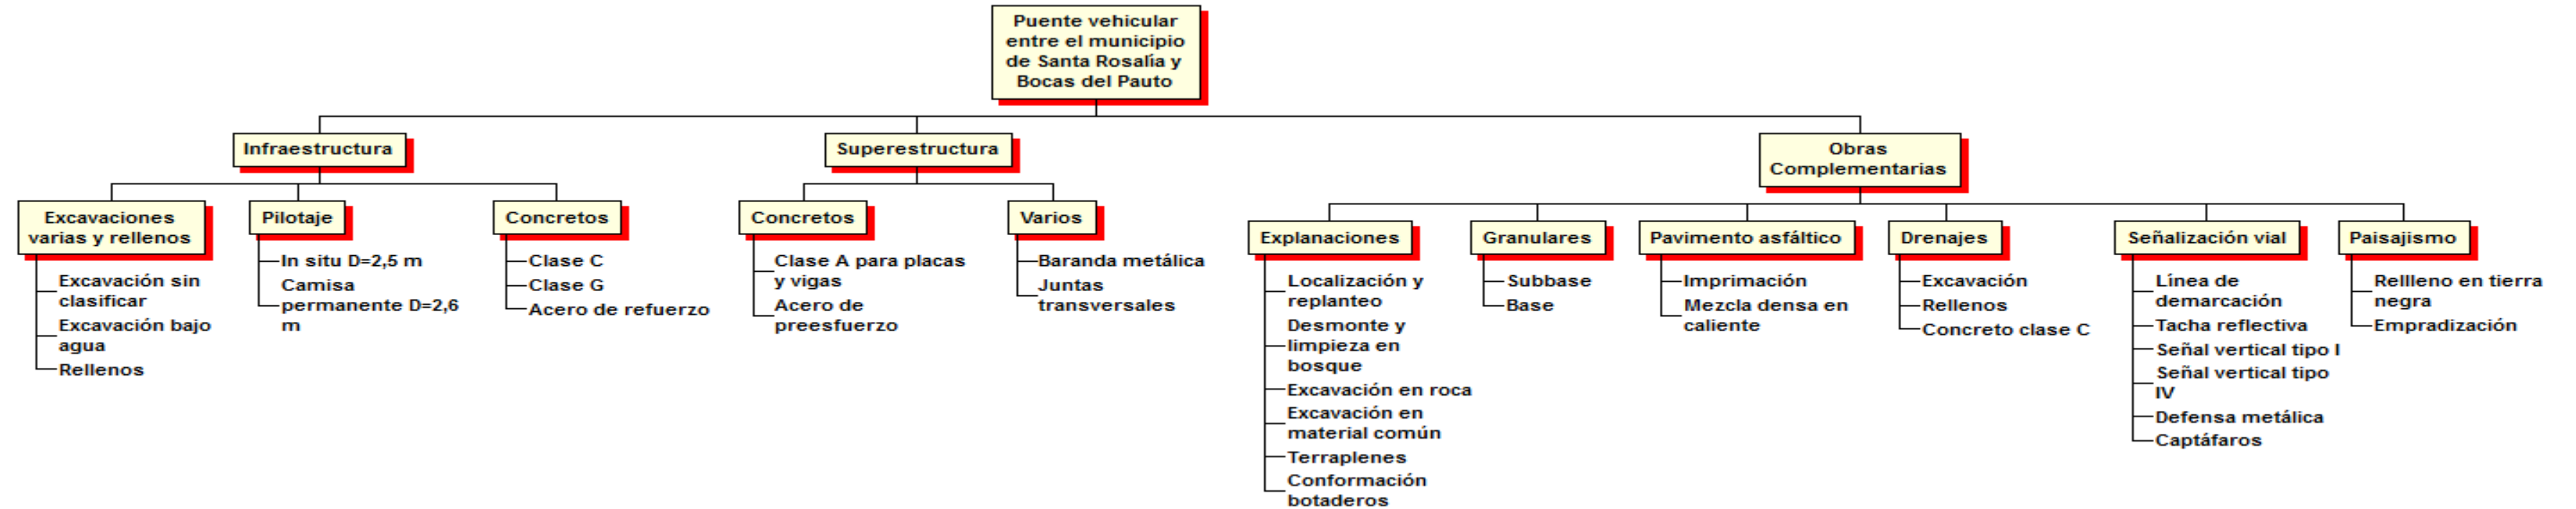 Puente vehicular
entre el municipio
de Santa Rosalía y
Bocas del Pauto
Infraestructura
Superestructura
Obras
Complementarias
Excavaciones
varias y rellenos
Pilotaje
Concretos
Concretos
Varios
Explanaciones
Granulares
Pavimento asfáltico
Drenajes
Señalización vial
Paisajismo
Excavación sin
clasificar
Excavación bajo
agua
Rellenos
In situ D=2,5 m
Camisa
permanente D=2,6
m
Clase C
Clase G
Acero de refuerzo
Clase A para placas
y vigas
Acero de
preesfuerzo
Baranda metálica
Juntas
transversales
Localización y
replanteo
Desmonte y
limpieza en
bosque
Excavación en roca
Excavación en
material común
Terraplenes
Conformación
botaderos
Subbase
Base
Imprimación
Mezcla densa en
caliente
Excavación
Rellenos
Concreto clase C
Línea de
demarcación
Tacha reflectiva
Señal vertical tipo I
Señal vertical tipo
IV
Defensa metálica
Captáfaros
Rellleno en tierra
negra
Empradización